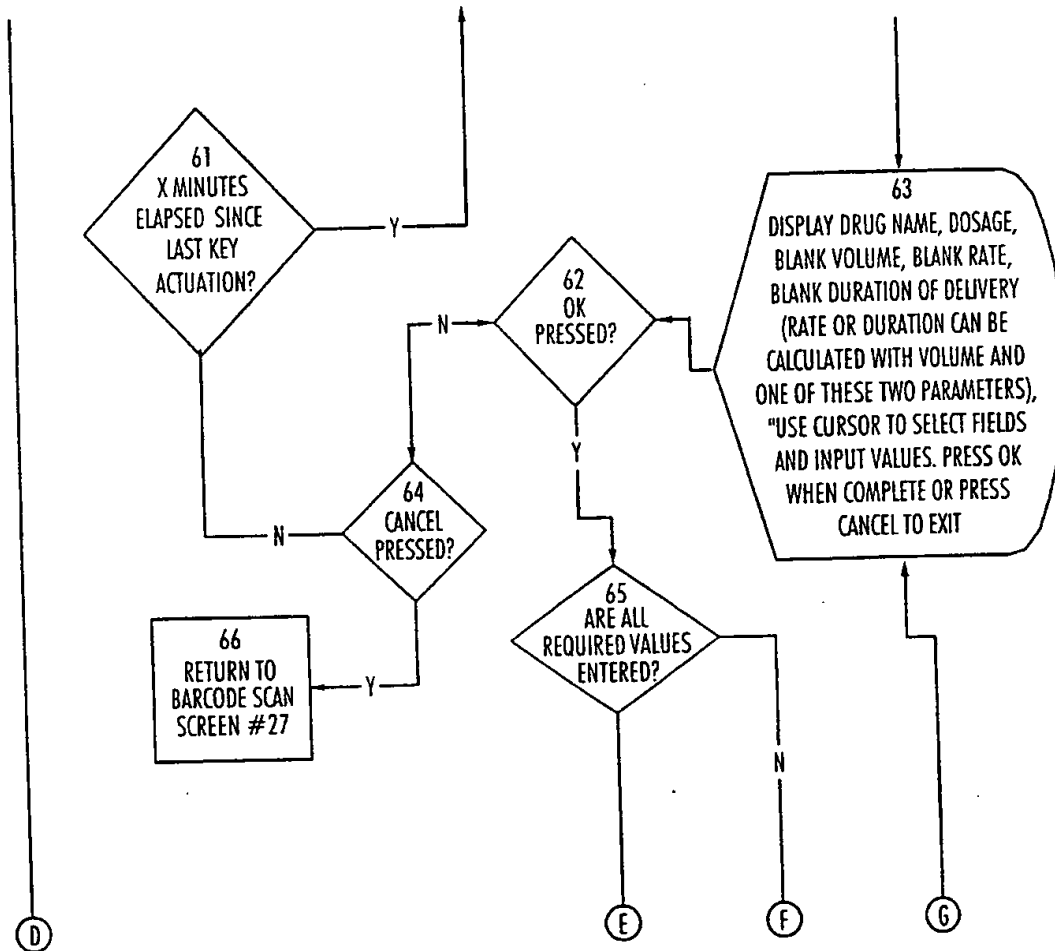 61
X MINUTES
ELAPSED SINCE
LAST KEY
ACTUATION?
Y
62
OK
PRESSED?
N
Y
63
DISPLAY DRUG NAME, DOSAGE,
BLANK VOLUME, BLANK RATE,
BLANK DURATION OF DELIVERY
(RATE OR DURATION CAN BE
CALCULATED WITH VOLUME AND
ONE OF THESE TWO PARAMETERS),
"USE CURSOR TO SELECT FIELDS
AND INPUT VALUES. PRESS OK
WHEN COMPLETE OR PRESS
CANCEL TO EXIT
64
CANCEL
PRESSED?
N
Y
65
ARE ALL
REQUIRED VALUES
ENTERED?
N
66
RETURN TO
BARCODE SCAN
SCREEN #27
D
E
F
G